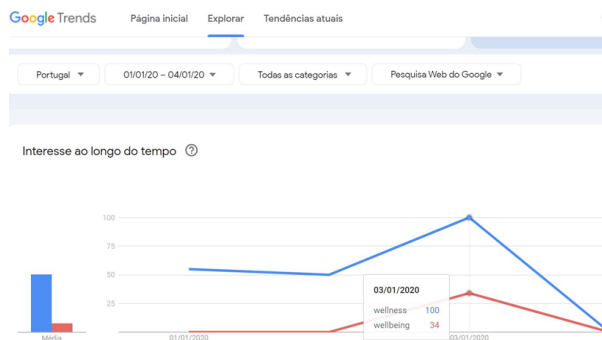 Google Trends Página inicial Explorar Tendências atuais
Portugal 01/01/20 – 04/01/20 Todas as categorias Pesquisa Web do Google
Interesse ao longo do tempo ?
100
75
50
25
03/01/2020
wellness 100
wellbeing 34
Média 01/01/2020 03/01/2020